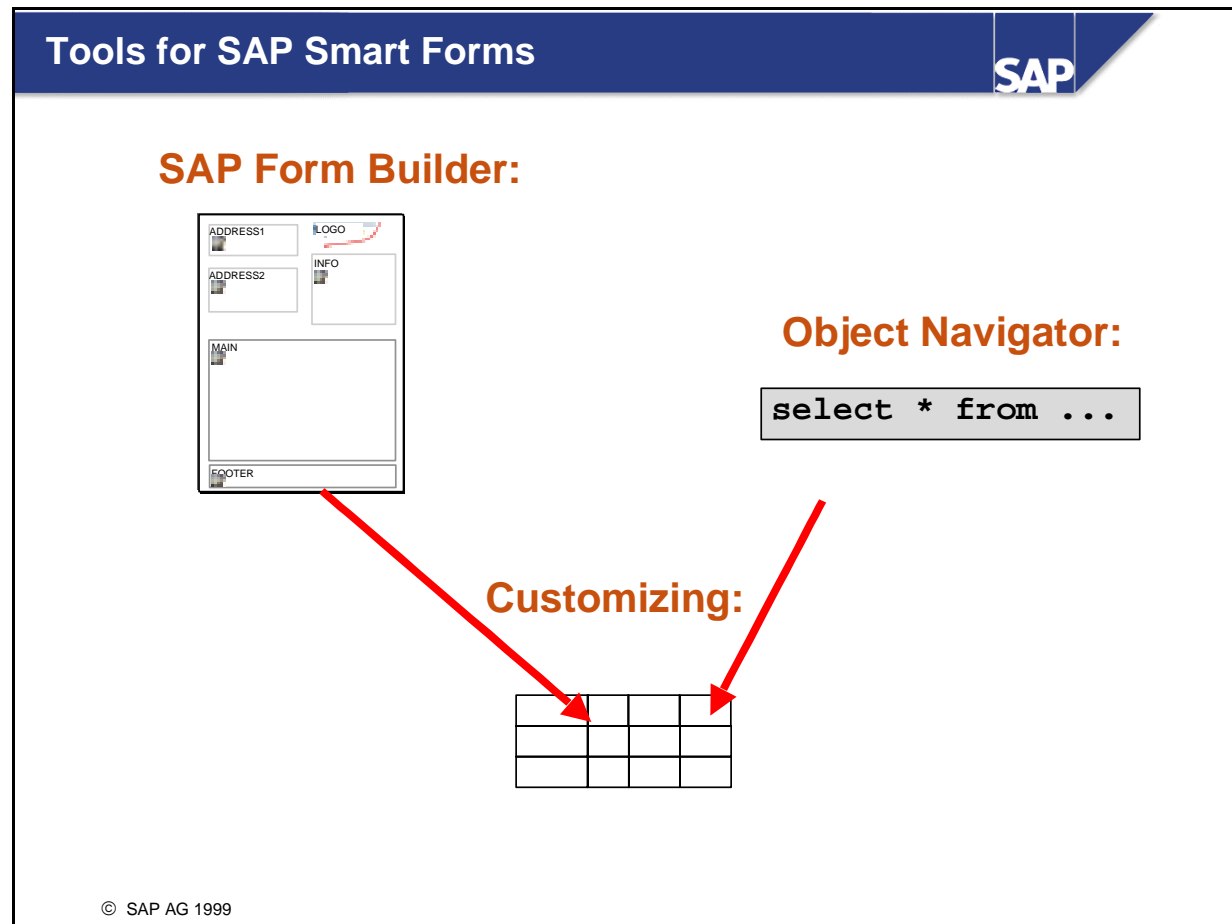 Tools for SAP Smart Forms
SAP
SAP Form Builder:
ADDRESS1
LOGO
INFO
ADDRESS2
MAIN
FOOTER
Object Navigator:
select * from ...
Customizing:
© SAP AG 1999